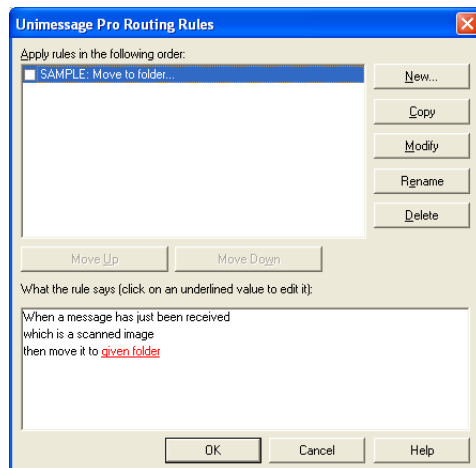 Unimessage Pro Routing Rules
Apply rules in the following order:
SAMPLE: Move to folder...
New...
Copy
Modify
Rename
Delete
Move Up
Move Down
What the rule says (click on an underlined value to edit it):
When a message has just been received
which is a scanned image
then move it to given folder
OK
Cancel
Help